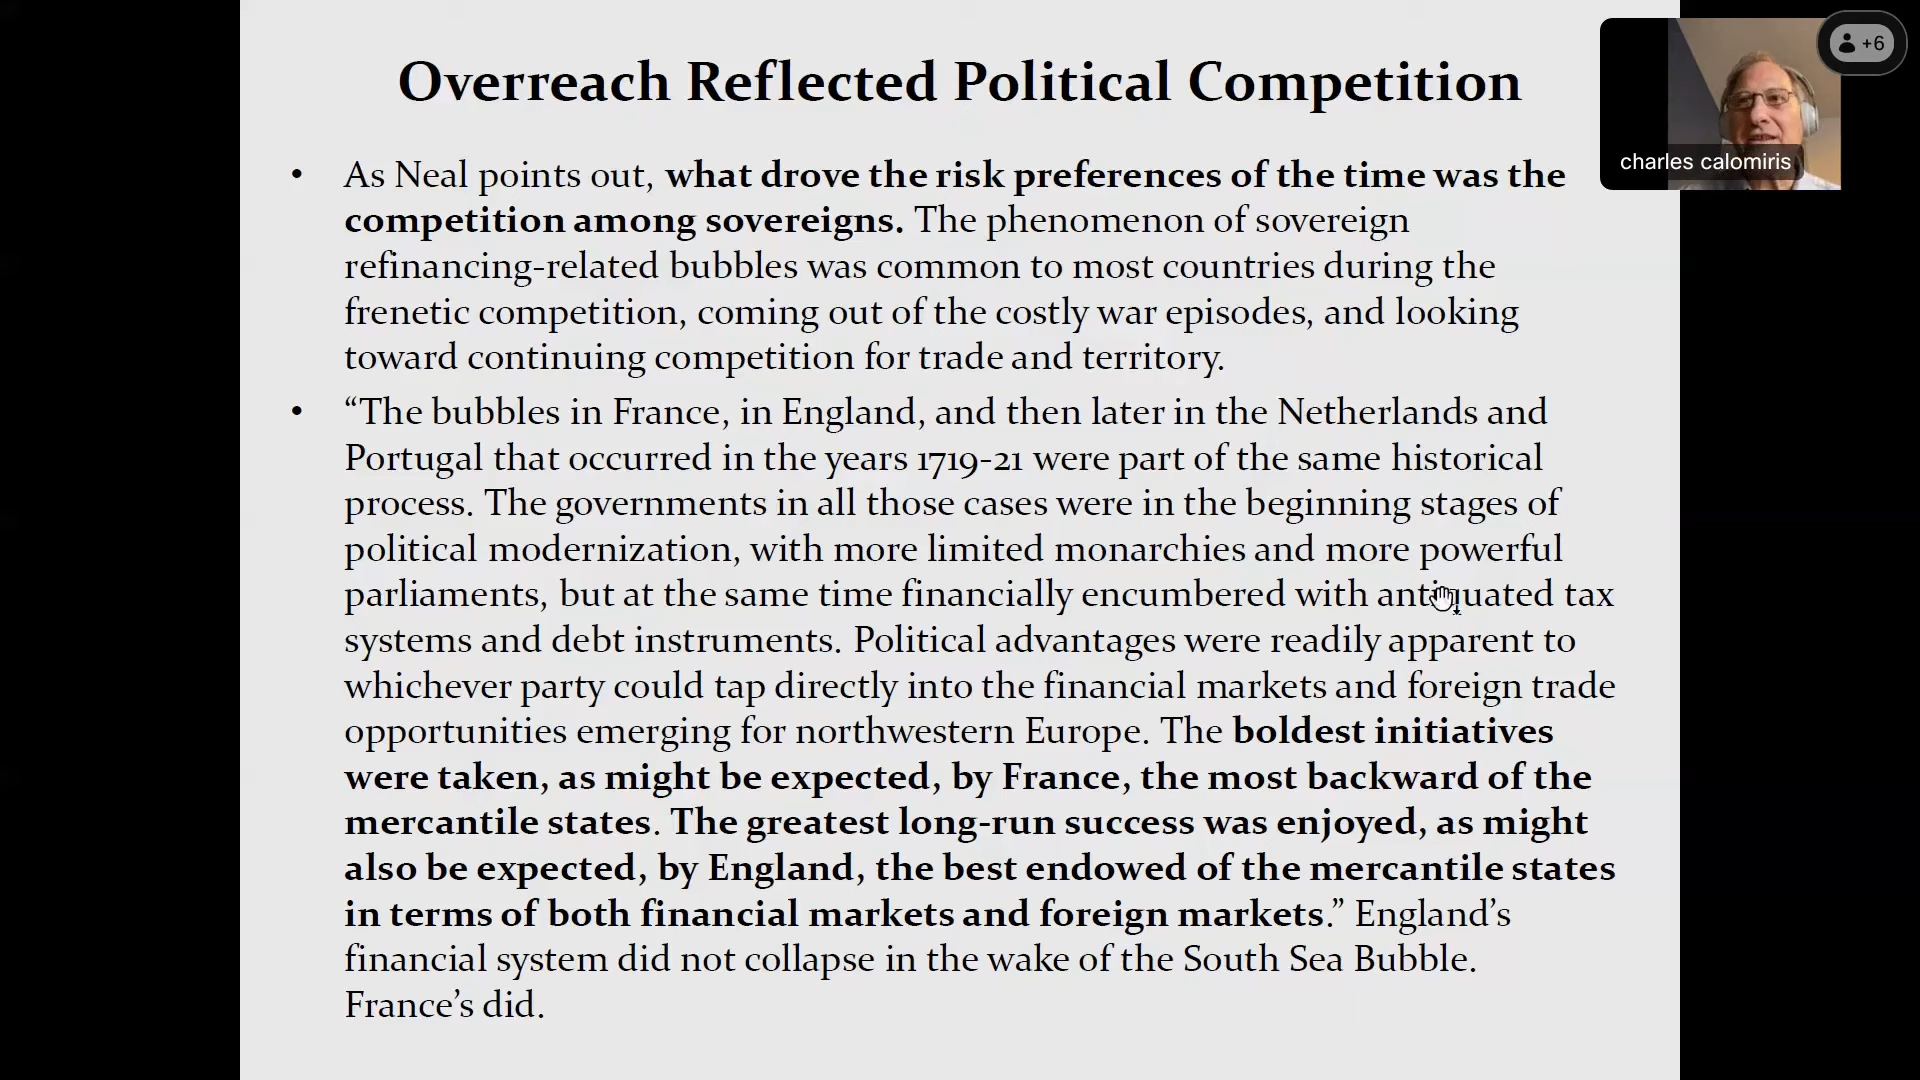 Overreach Reflected Political Competition
+6
charles calomiris
• As Neal points out, what drove the risk preferences of the time was the
competition among sovereigns. The phenomenon of sovereign
refinancing-related bubbles was common to most countries during the
frenetic competition, coming out of the costly war episodes, and looking
toward continuing competition for trade and territory.
• “The bubbles in France, in England, and then later in the Netherlands and
Portugal that occurred in the years 1719-21 were part of the same historical
process. The governments in all those cases were in the beginning stages of
political modernization, with more limited monarchies and more powerful
parliaments, but at the same time financially encumbered with antiquated tax
systems and debt instruments. Political advantages were readily apparent to
whichever party could tap directly into the financial markets and foreign trade
opportunities emerging for northwestern Europe. The boldest initiatives
were taken, as might be expected, by France, the most backward of the
mercantile states. The greatest long-run success was enjoyed, as might
also be expected, by England, the best endowed of the mercantile states
in terms of both financial markets and foreign markets.” England’s
financial system did not collapse in the wake of the South Sea Bubble.
France’s did.